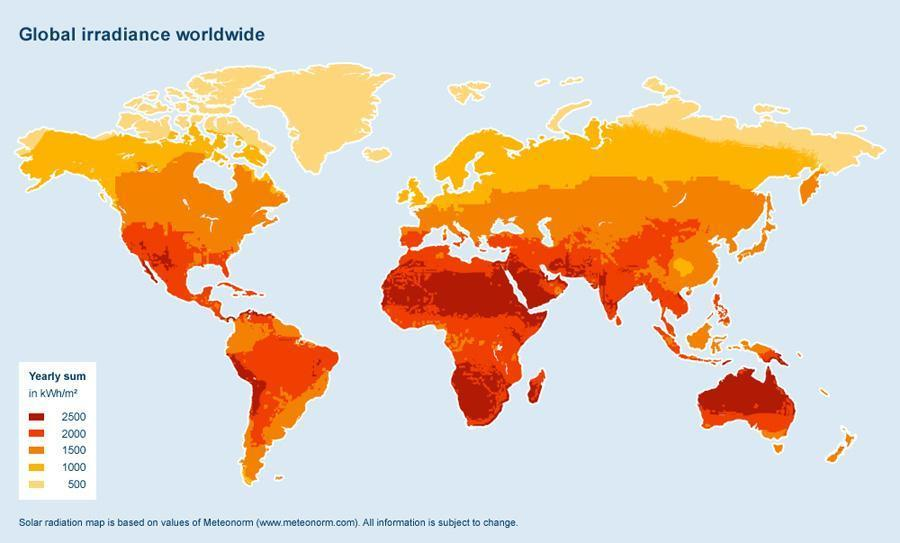 Global irradiance worldwide
Yearly sum
in kWh/m²
2500
2000
1500
1000
500
Solar radiation map is based on values of Meteonorm (www.meteonorm.com). All information is subject to change.